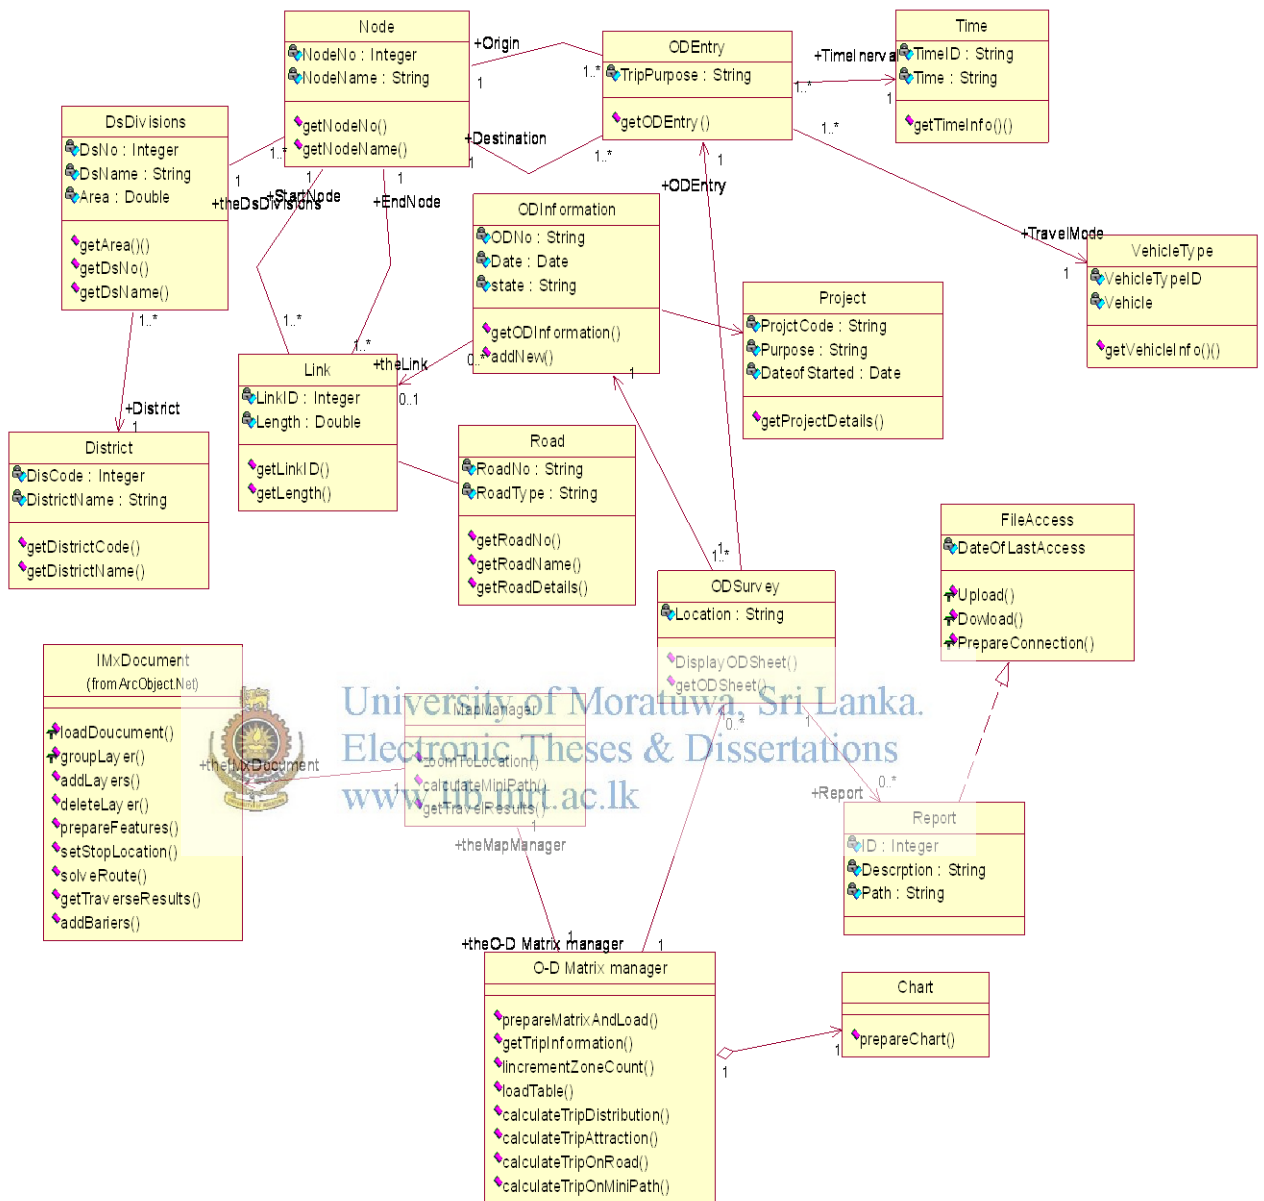 Node
NodeNo : Integer
NodeName : String
getNodeNo()
getNodeName()
+Origin
1
1..*
ODEntry
TripPurpose : String
getODEntry()
+TimeInerval
1..*
1
Time
TimeID : String
Time : String
getTimeInfo()()
DsDivisions
DsNo : Integer
DsName : String
Area : Double
getArea()()
getDsNo()
getDsName()
1..*
1
+theDsDivisions
+Destination
1
1..*
1..*
1
+ODEntry
1
+StartNode
1
+EndNode
1..*
1..*
ODInformation
ODNo : String
Date : Date
state : String
getODInformation()
addNew()
+TravelMode
1
VehicleType
VehicleTypeID
Vehicle
getVehicleInfo()()
Project
ProjctCode : String
Purpose : String
DateofStarted : Date
getProjectDetails()
1..*
+District
1
+theLink
0..*
0..1
1
Link
LinkID : Integer
Length : Double
getLinkID()
getLength()
District
DisCode : Integer
DistrictName : String
getDistrictCode()
getDistrictName()
Road
RoadNo : String
RoadType : String
getRoadNo()
getRoadName()
getRoadDetails()
FileAccess
DateOfLastAccess
Upload()
Dowload()
PrepareConnection()
1
1..*
ODSurvey
Location : String
DisplayODSheet()
getODSheet()
1
0..*
1
IMxDocument
(from ArcObject.Net)
loadDoucument()
groupLayer()
addLayers()
deleteLayer()
prepareFeatures()
setStopLocation()
solveRoute()
getTraverseResults()
addBariers()
+theIMxDocument
University of Moratuwa, Sri Lanka.
Electronic Theses & Dissertations
www.lib.mrt.ac.lk
MapManager
zoomToLocation()
calculateMiniPath()
getTravelResults()
1
+theMapManager
+Report
0..*
Report
ID : Integer
Descrption : String
Path : String
+theO-D Matrix manager
1
1
O-D Matrix manager
prepareMatrixAndLoad()
getTripInformation()
IincrementZoneCount()
loadTable()
calculateTripDistribution()
calculateTripAttraction()
calculateTripOnRoad()
calculateTripOnMiniPath()
1
1
Chart
prepareChart()